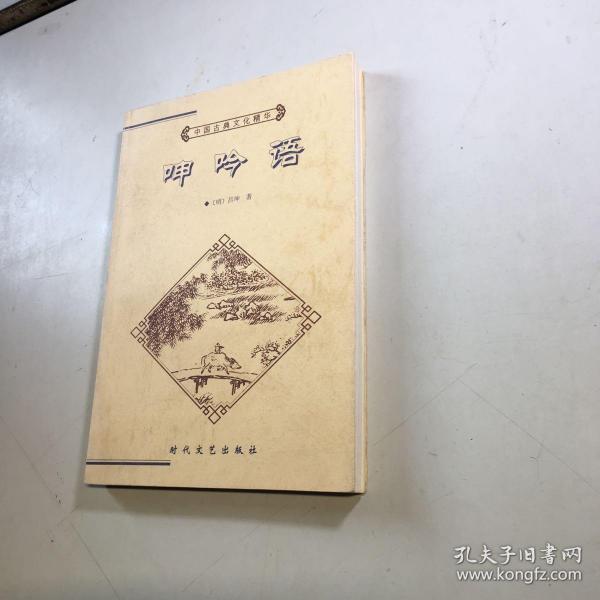 中国古典文化精华
呻吟语
〔明〕吕坤 著
时代文艺出版社
孔夫子旧书网
www.kongfz.com